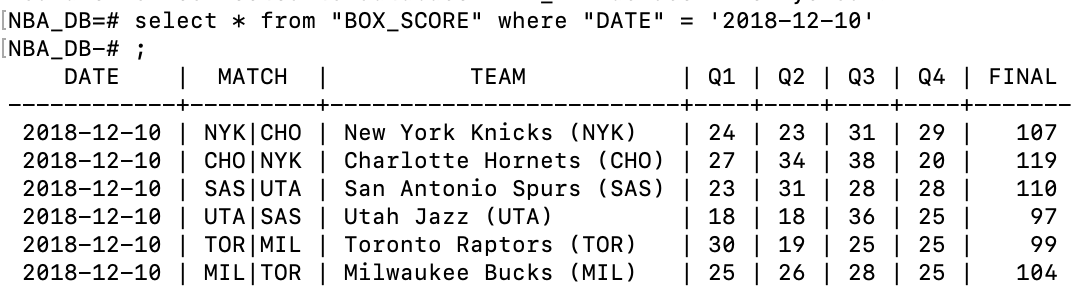 [NBA_DB=# select * from "BOX_SCORE" where "DATE" = '2018-12-10'
[NBA_DB-# ;
DATE | MATCH | TEAM | Q1 | Q2 | Q3 | Q4 | FINAL
------------+---------+-------------------------+----+----+----+----+-------
2018-12-10 | NYK|CHO | New York Knicks (NYK) | 24 | 23 | 31 | 29 | 107
2018-12-10 | CHO|NYK | Charlotte Hornets (CHO) | 27 | 34 | 38 | 20 | 119
2018-12-10 | SAS|UTA | San Antonio Spurs (SAS) | 23 | 31 | 28 | 28 | 110
2018-12-10 | UTA|SAS | Utah Jazz (UTA) | 18 | 18 | 36 | 25 | 97
2018-12-10 | TOR|MIL | Toronto Raptors (TOR) | 30 | 19 | 25 | 25 | 99
2018-12-10 | MIL|TOR | Milwaukee Bucks (MIL) | 25 | 26 | 28 | 25 | 104